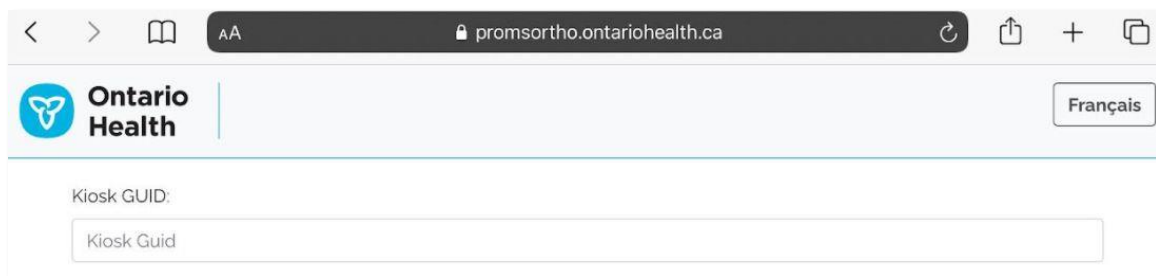 AA
promsortho.ontariohealth.ca
Ontario
Health
Français
Kiosk GUID:
Kiosk Guid